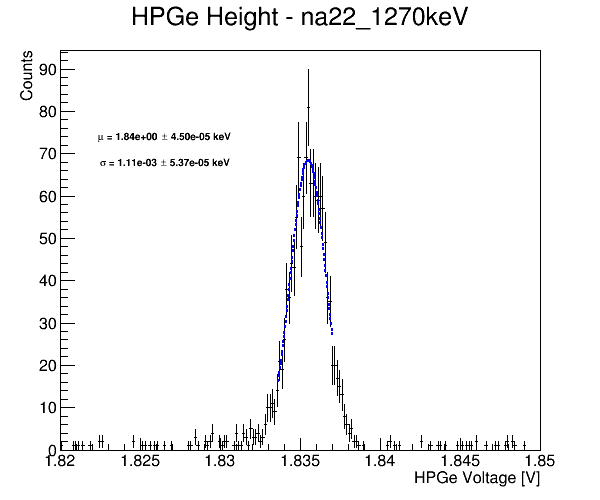 HPGe Height - na22_1270keV
Counts
90
80
70
60
50
40
30
20
10
0
μ = 1.84e+00 ± 4.50e-05 keV
σ = 1.11e-03 ± 5.37e-05 keV
1.82 1.825 1.83 1.835 1.84 1.845 1.85
HPGe Voltage [V]